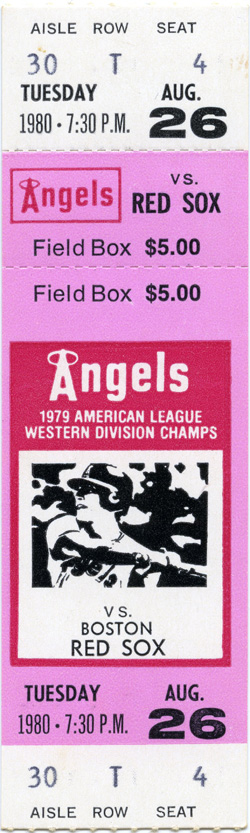 AISLE ROW SEAT
30 T 4
TUESDAY AUG.
1980 • 7:30 P.M. 26
Angels VS.
RED SOX
Field Box $5.00
Field Box $5.00
Angels
1979 AMERICAN LEAGUE
WESTERN DIVISION CHAMPS
VS.
BOSTON
RED SOX
TUESDAY AUG.
1980 • 7:30 P.M. 26
30 T 4
AISLE ROW SEAT